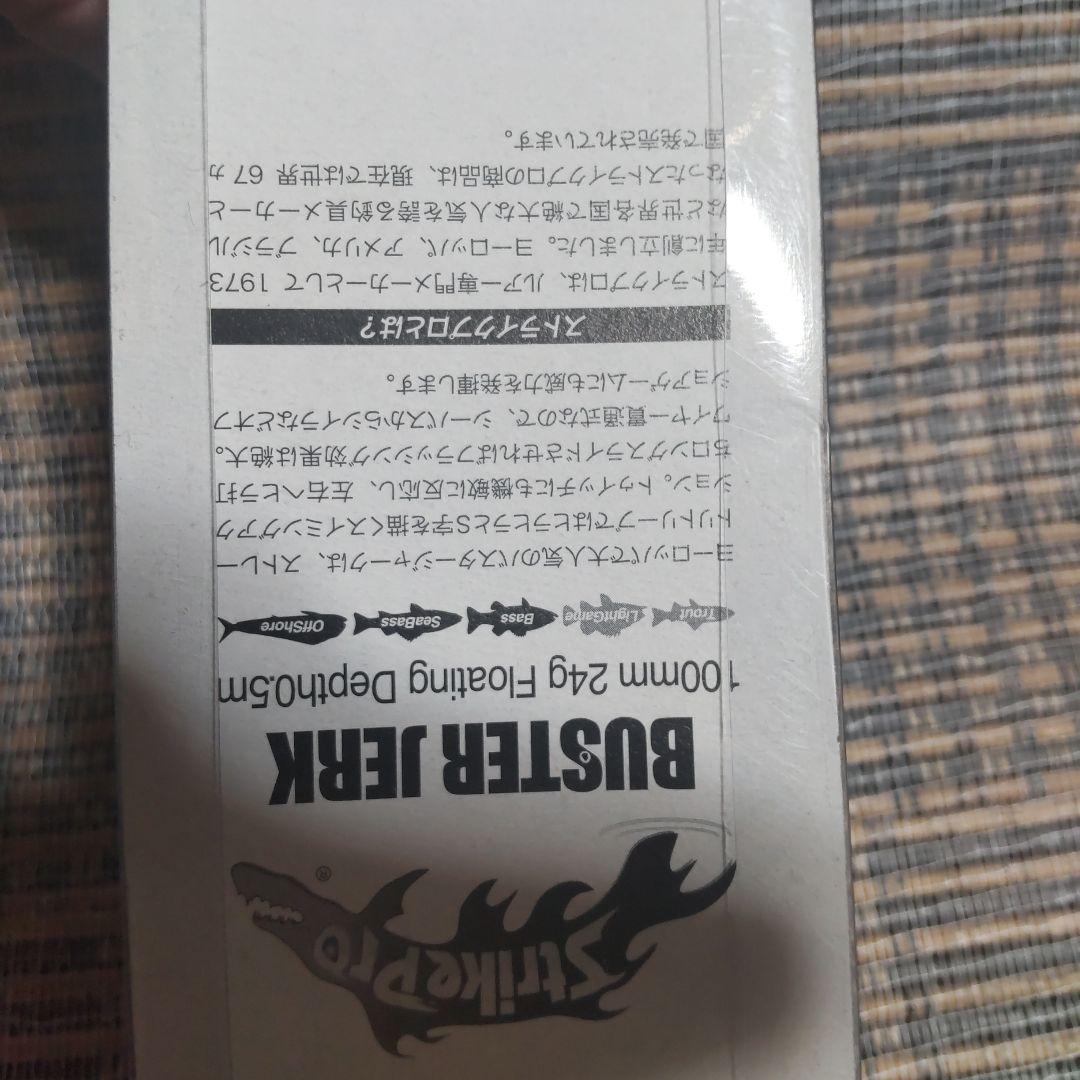 StrikePro
®
BUSTER JERK
100mm 24g Floating Depth0.5m
Trout LightGame Bass SeaBass OffShore
ヨーロッパで大人気のバスタージャークは、ストレー
トリトリーブではヒラヒラとS字を描くスイミングアク
ション。トゥイッチにも機敏に反応し、左右へヒラ打
ちロングスライドさせればフラッシング効果は絶大。
ワイヤー貫通式なので、シーバスからシイラなどオフ
ショアゲームにも威力を発揮します。
ストライクプロとは?
ストライクプロは、ルアー専門メーカーとして 1973
年に創立しました。ヨーロッパ、アメリカ、ブラジル
など世界各国で絶大な人気を誇る釣具メーカーと
なったストライクプロの商品は、現在では世界 67 カ
国で発売されています。